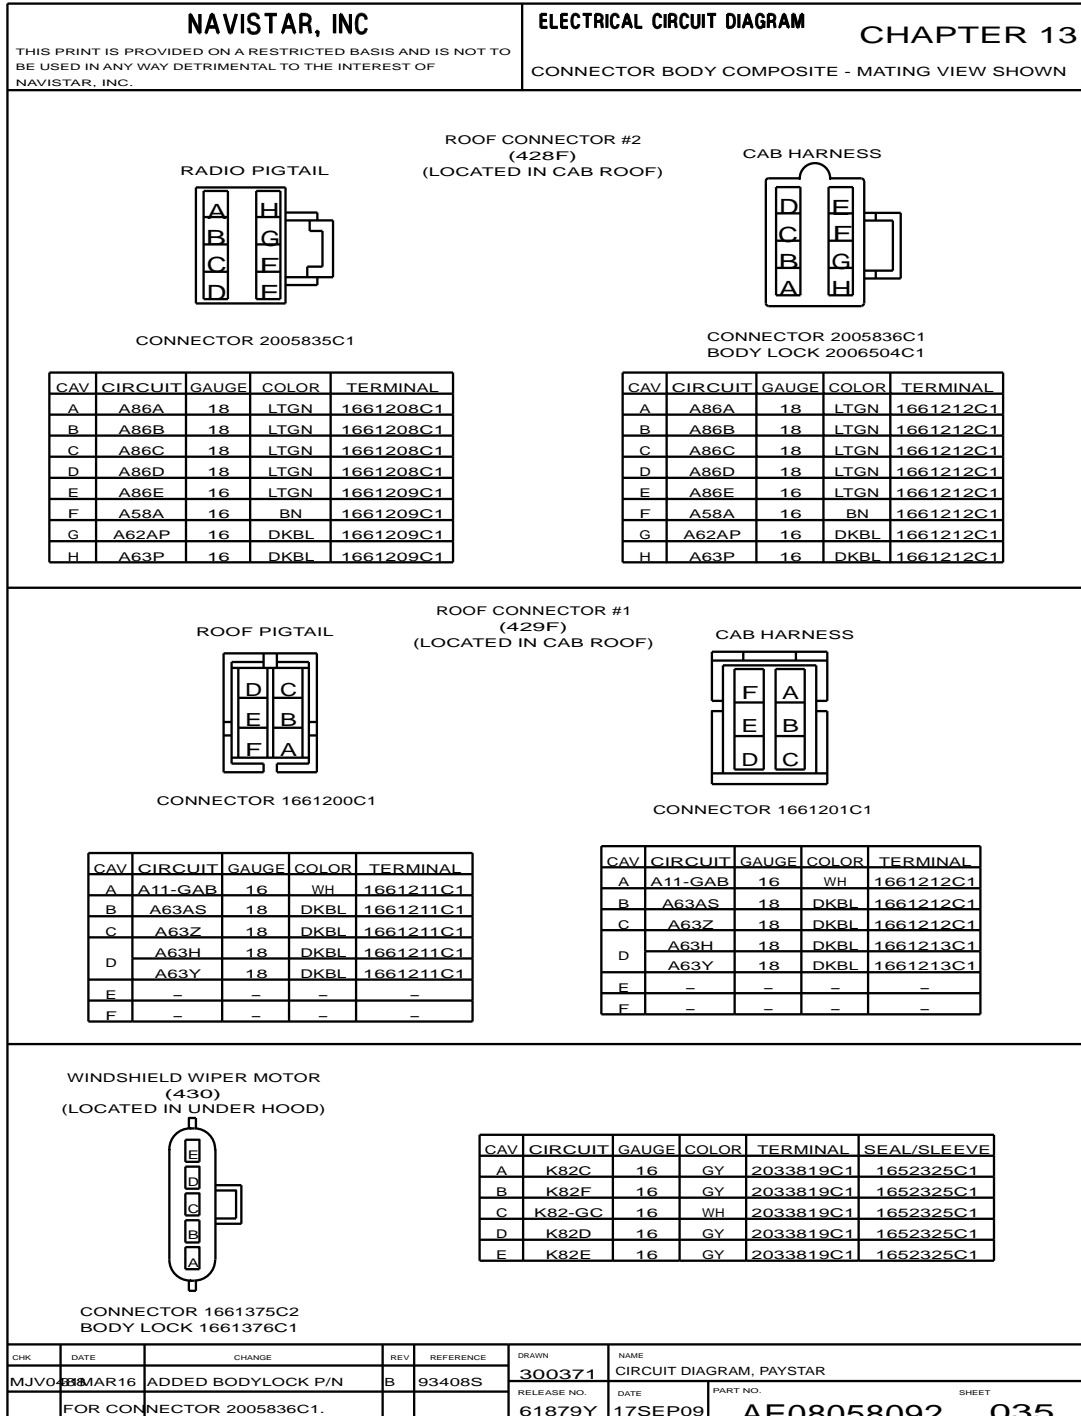 NAVISTAR, INC
THIS PRINT IS PROVIDED ON A RESTRICTED BASIS AND IS NOT TO
BE USED IN ANY WAY DETRIMENTAL TO THE INTEREST OF
NAVISTAR, INC.
ELECTRICAL CIRCUIT DIAGRAM
CHAPTER 13
CONNECTOR BODY COMPOSITE - MATING VIEW SHOWN
ROOF CONNECTOR #2
(428F)
(LOCATED IN CAB ROOF)
RADIO PIGTAIL
A H
B G
C F
D E
CONNECTOR 2005835C1
CAV CIRCUIT GAUGE COLOR TERMINAL
A A86A 18 LTGN 1661208C1
B A86B 18 LTGN 1661208C1
C A86C 18 LTGN 1661208C1
D A86D 18 LTGN 1661208C1
E A86E 16 LTGN 1661209C1
F A58A 16 BN 1661209C1
G A62AP 16 DKBL 1661209C1
H A63P 16 DKBL 1661209C1
CAB HARNESS
D E
C F
B G
A H
CONNECTOR 2005836C1
BODY LOCK 2006504C1
CAV CIRCUIT GAUGE COLOR TERMINAL
A A86A 18 LTGN 1661212C1
B A86B 18 LTGN 1661212C1
C A86C 18 LTGN 1661212C1
D A86D 18 LTGN 1661212C1
E A86E 16 LTGN 1661212C1
F A58A 16 BN 1661212C1
G A62AP 16 DKBL 1661212C1
H A63P 16 DKBL 1661212C1
ROOF CONNECTOR #1
(429F)
(LOCATED IN CAB ROOF)
ROOF PIGTAIL
D C
E B
F A
CONNECTOR 1661200C1
CAV CIRCUIT GAUGE COLOR TERMINAL
A A11-GAB 16 WH 1661211C1
B A63AS 18 DKBL 1661211C1
C A63Z 18 DKBL 1661211C1
D A63H 18 DKBL 1661211C1
A63Y 18 DKBL 1661211C1
E – – – –
F – – – –
CAB HARNESS
F A
E B
D C
CONNECTOR 1661201C1
CAV CIRCUIT GAUGE COLOR TERMINAL
A A11-GAB 16 WH 1661212C1
B A63AS 18 DKBL 1661212C1
C A63Z 18 DKBL 1661212C1
D A63H 18 DKBL 1661213C1
A63Y 18 DKBL 1661213C1
E – – – –
F – – – –
WINDSHIELD WIPER MOTOR
(430)
(LOCATED IN UNDER HOOD)
E
D
C
B
A
CONNECTOR 1661375C2
BODY LOCK 1661376C1
CAV CIRCUIT GAUGE COLOR TERMINAL SEAL/SLEEVE
A K82C 16 GY 2033819C1 1652325C1
B K82F 16 GY 2033819C1 1652325C1
C K82-GC 16 WH 2033819C1 1652325C1
D K82D 16 GY 2033819C1 1652325C1
E K82E 16 GY 2033819C1 1652325C1
CHK DATE CHANGE REV REFERENCE
ADDED BODYLOCK P/N B 93408S
FOR CONNECTOR 2005836C1.
DRAWN
300371
NAME
CIRCUIT DIAGRAM, PAYSTAR
RELEASE NO.
61879Y
DATE
17SEP09
PART NO.
AE08058092
SHEET
035